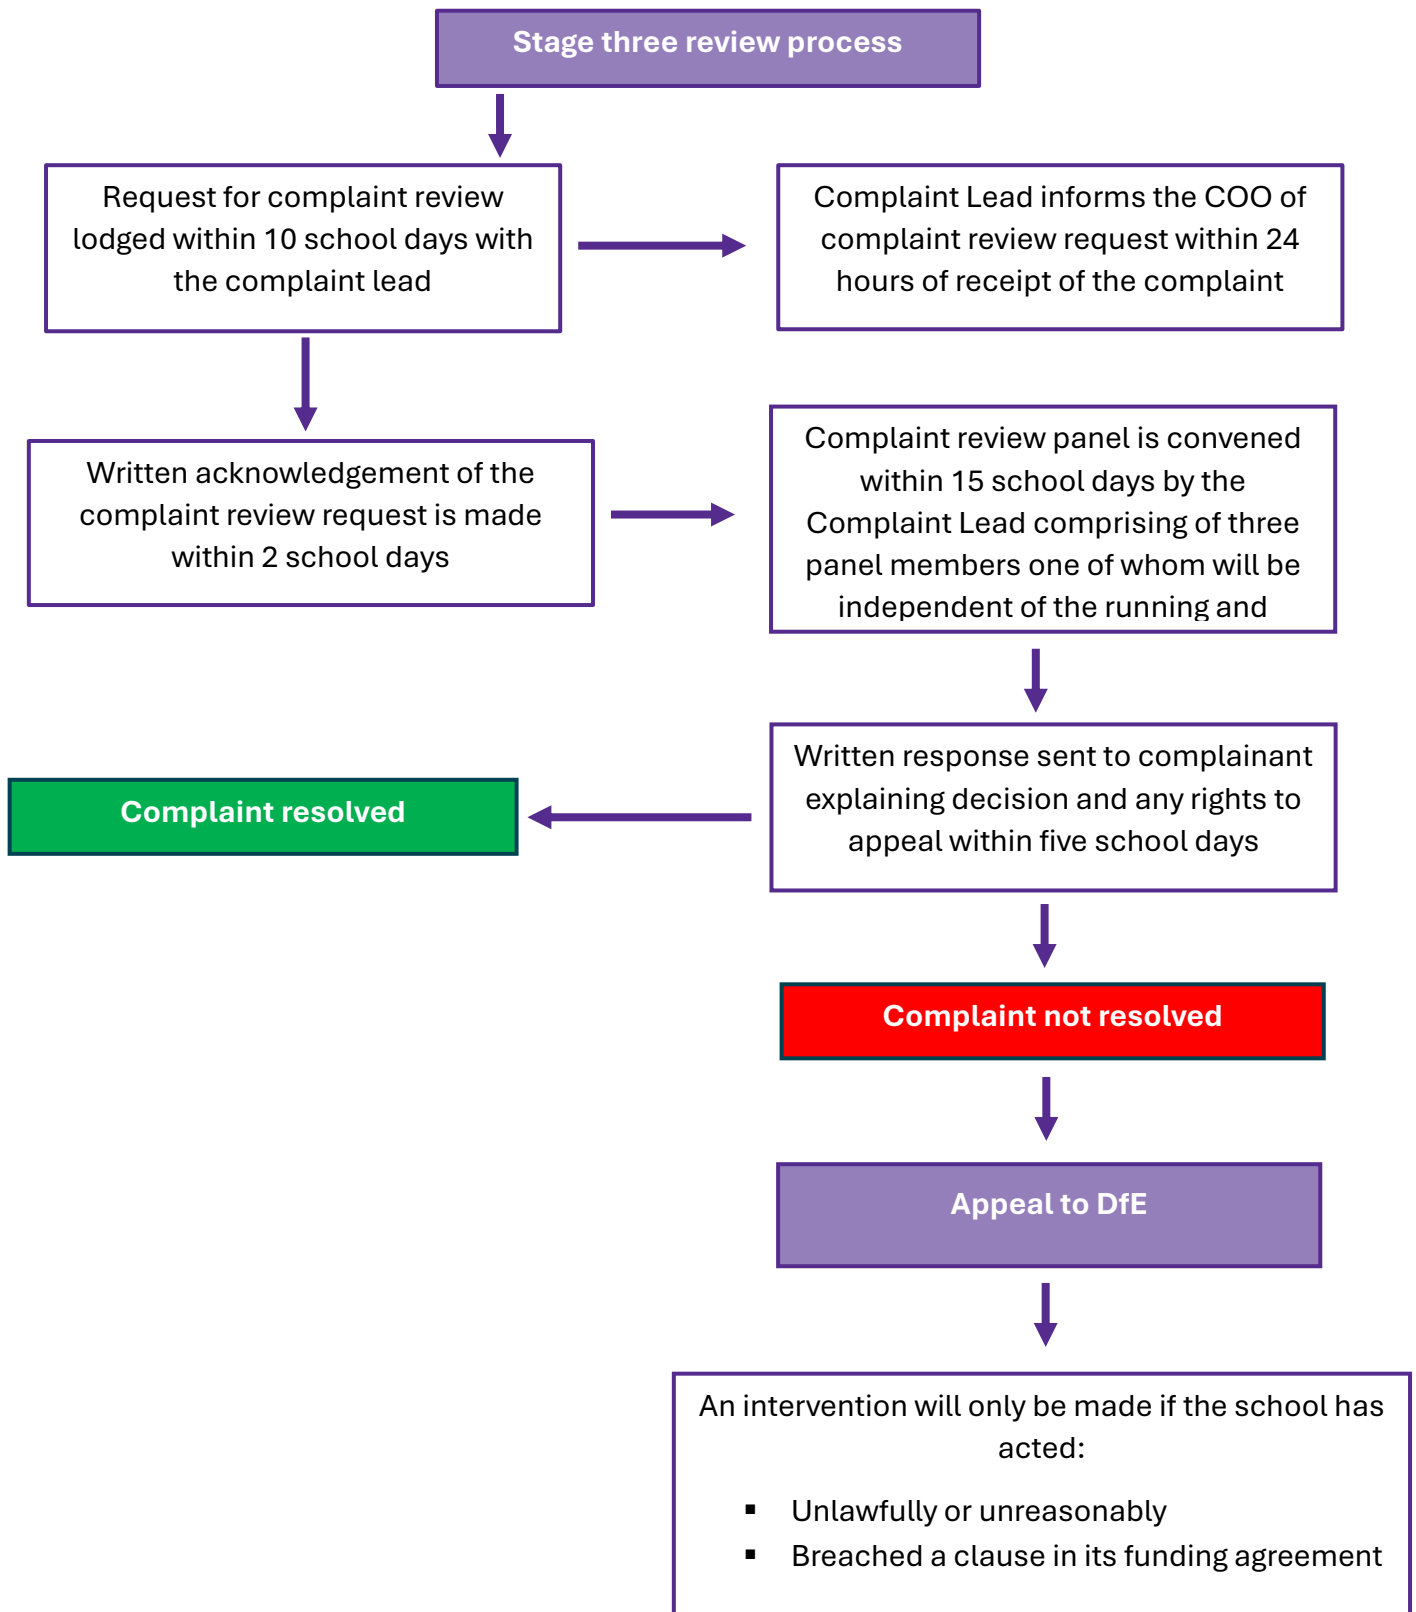 Stage three review process
Request for complaint review
lodged within 10 school days with
the complaint lead
Complaint Lead informs the COO of
complaint review request within 24
hours of receipt of the complaint
Written acknowledgement of the
complaint review request is made
within 2 school days
Complaint review panel is convened
within 15 school days by the
Complaint Lead comprising of three
panel members one of whom will be
independent of the running and
Written response sent to complainant
explaining decision and any rights to
appeal within five school days
Complaint resolved
Complaint not resolved
Appeal to DfE
An intervention will only be made if the school has
acted:
▪ Unlawfully or unreasonably
▪ Breached a clause in its funding agreement